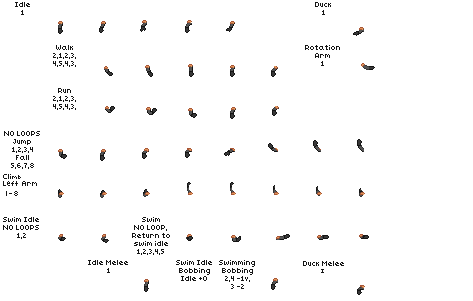 Idle
1
Duck
1
Walk
2,1,2,3,
4,5,4,3,
Rotation
Arm
1
Run
2,1,2,3,
4,5,4,3,
NO LOOPS
Jump
1,2,3,4
Fall
5,6,7,8
Climb
Left Arm
1-8
Swim Idle
NO LOOPS
1,2
Swim
NO LOOP,
Return to
swim idle
1,2,3,4,5
Idle Melee
1
Swim Idle
Bobbing
Idle +0
Swimming
Bobbing
2,4 -1v,
3 -2
Duck Melee
1